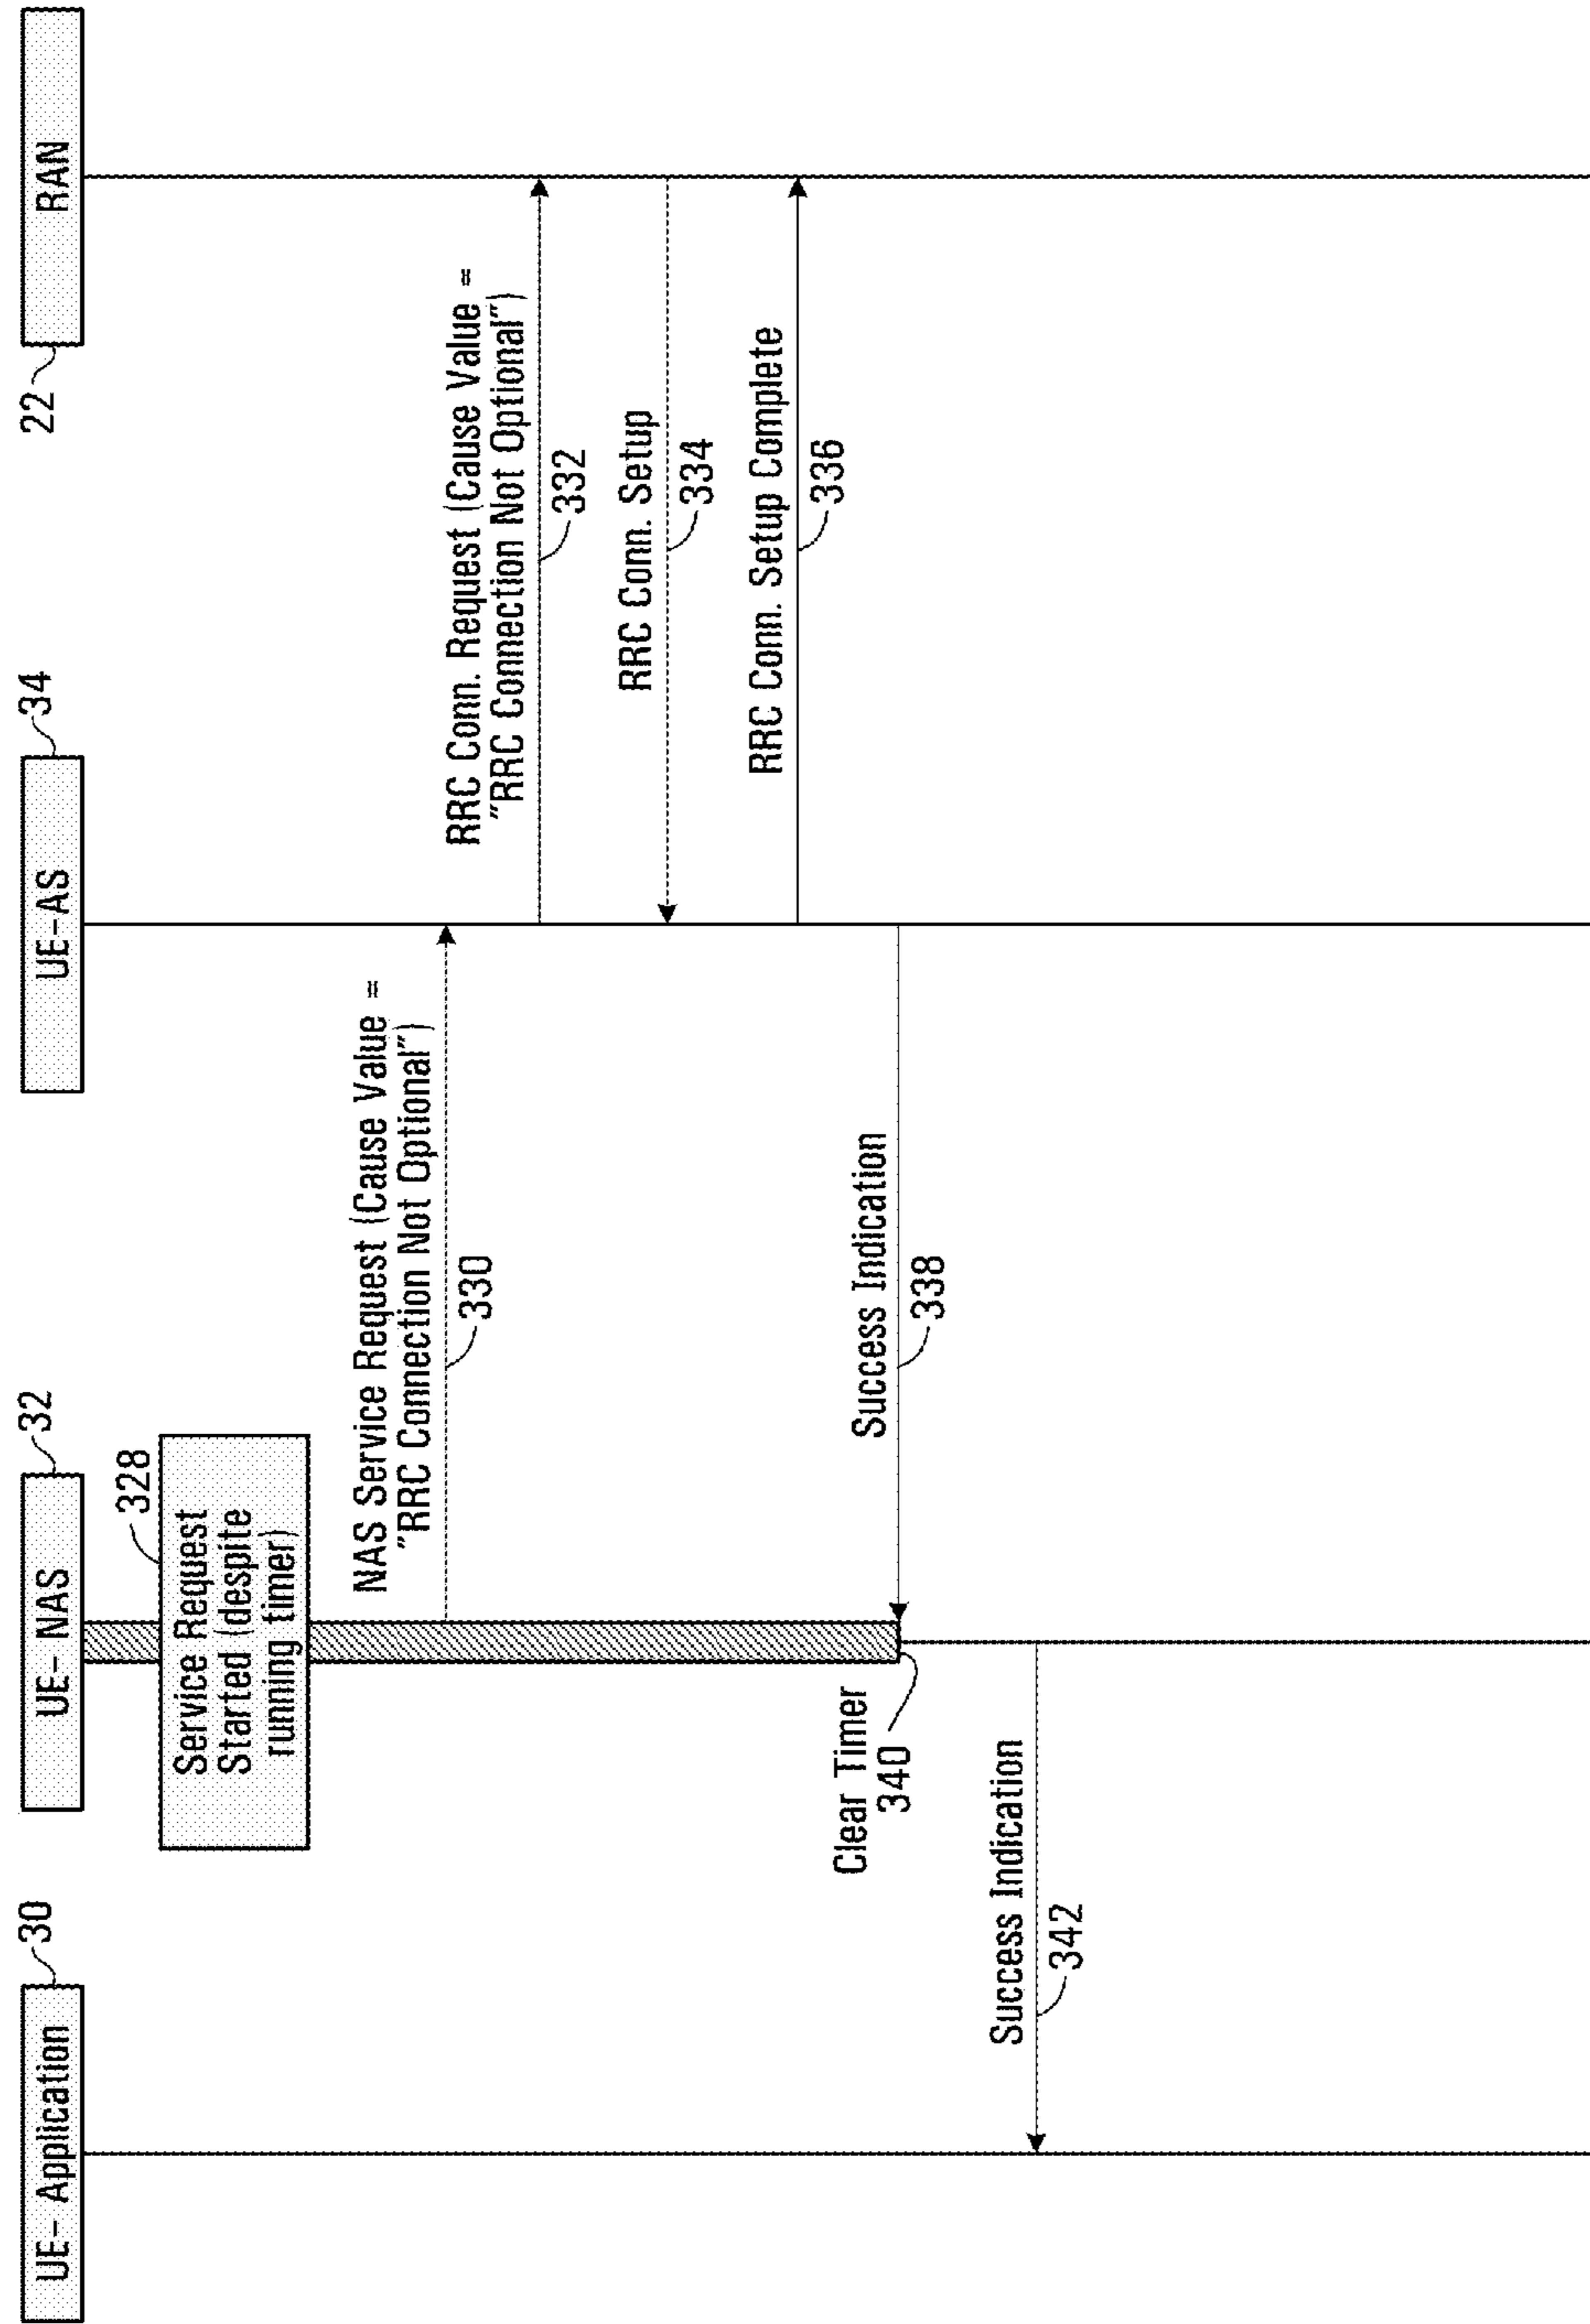 UE- Application
30
UE- NAS
32
UE-AS
34
22
RAN
328
Service Request
Started (despite
running timer)
NAS Service Request (Cause Value =
"RRC Connection Not Optional")
330
RRC Conn. Request (Cause Value =
"RRC Connection Not Optional")
332
RRC Conn. Setup
334
RRC Conn. Setup Complete
336
Success Indication
338
Clear Timer
340
Success Indication
342